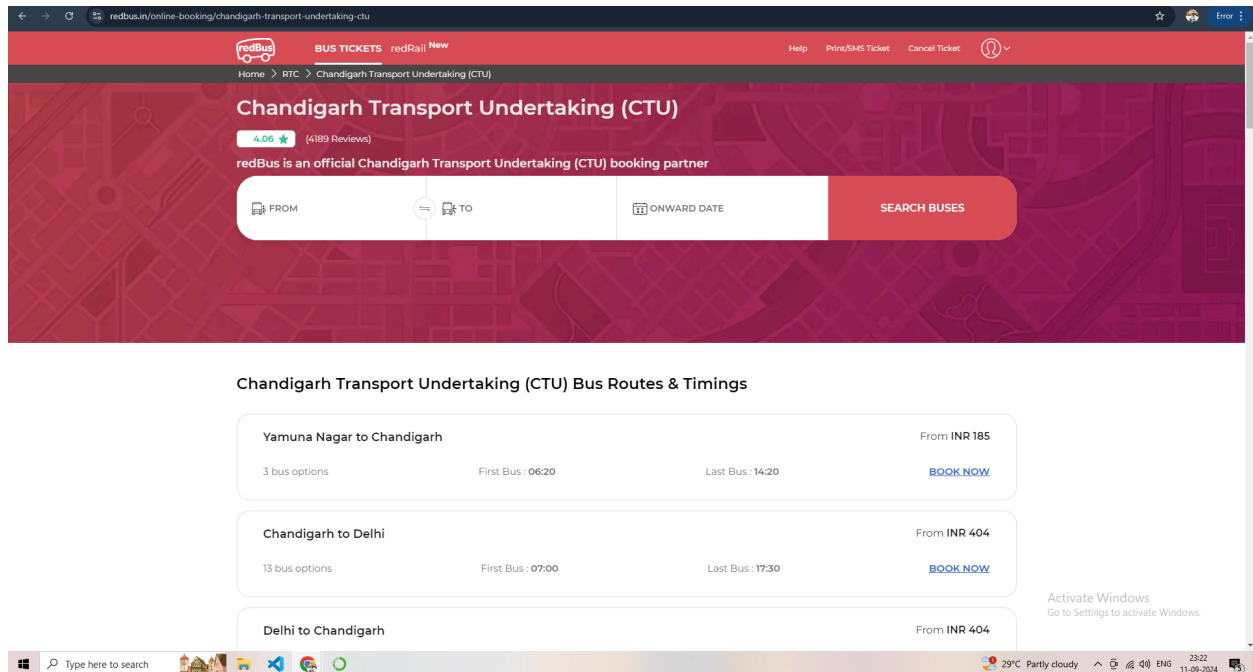 redbus.in/online-booking/chandigarh-transport-undertaking-ctu Error
redBus BUS TICKETS redRail New Help Print/SMS Ticket Cancel Ticket
Home > RTC > Chandigarh Transport Undertaking (CTU)
Chandigarh Transport Undertaking (CTU)
4.06 ★ (4189 Reviews)
redBus is an official Chandigarh Transport Undertaking (CTU) booking partner
FROM TO ONWARD DATE SEARCH BUSES
Chandigarh Transport Undertaking (CTU) Bus Routes & Timings
Yamuna Nagar to Chandigarh From INR 185
3 bus options First Bus : 06:20 Last Bus : 14:20 BOOK NOW
Chandigarh to Delhi From INR 404
13 bus options First Bus : 07:00 Last Bus : 17:30 BOOK NOW
Activate Windows
Go to Settings to activate Windows.
Delhi to Chandigarh From INR 404
Type here to search 29°C Partly cloudy ENG 23:22
11-09-2024